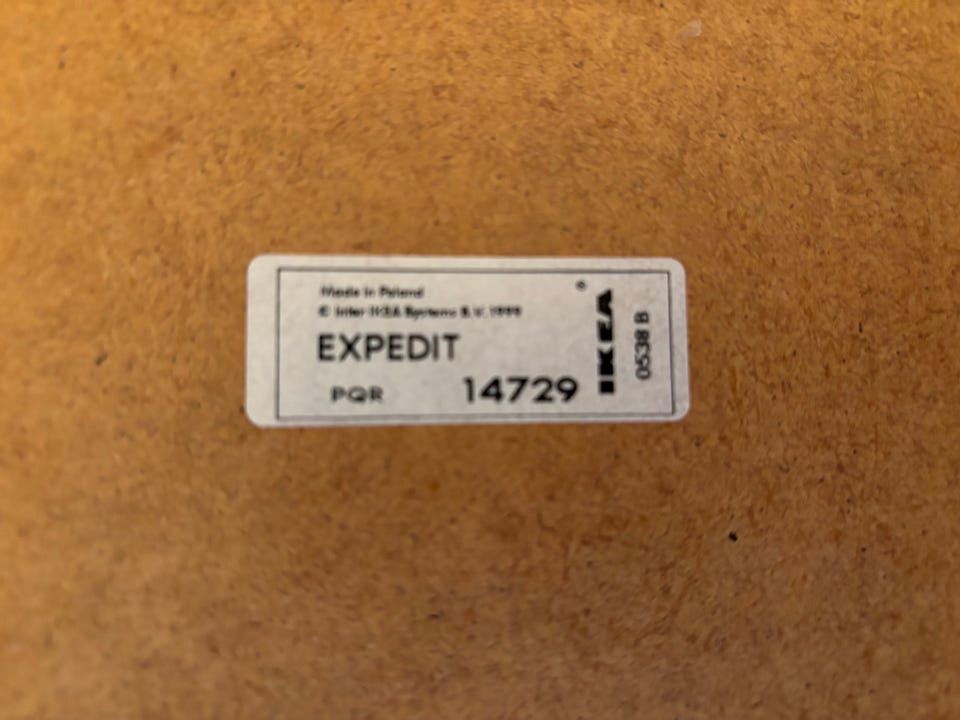 Made in Poland
© Inter IKEA Systems B.V. 1999
EXPEDIT
PQR 14729
IKEA®
0538 B